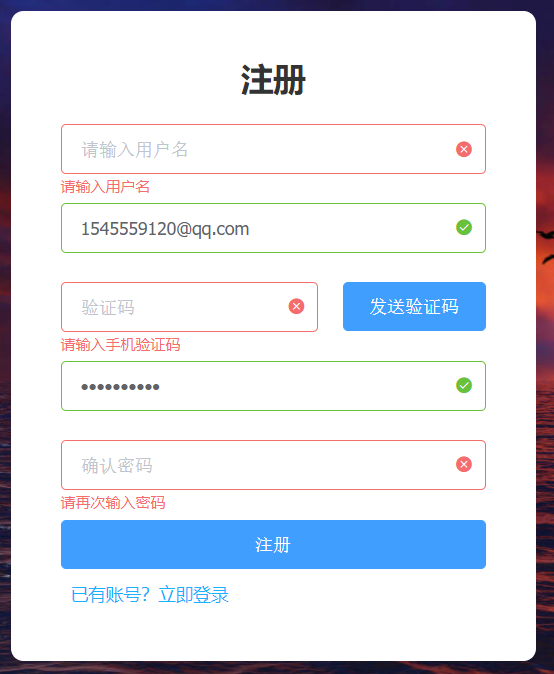 注册
请输入用户名
请输入用户名
1545559120@qq.com
验证码
发送验证码
请输入手机验证码
••••••••••
确认密码
请再次输入密码
注册
已有账号？立即登录